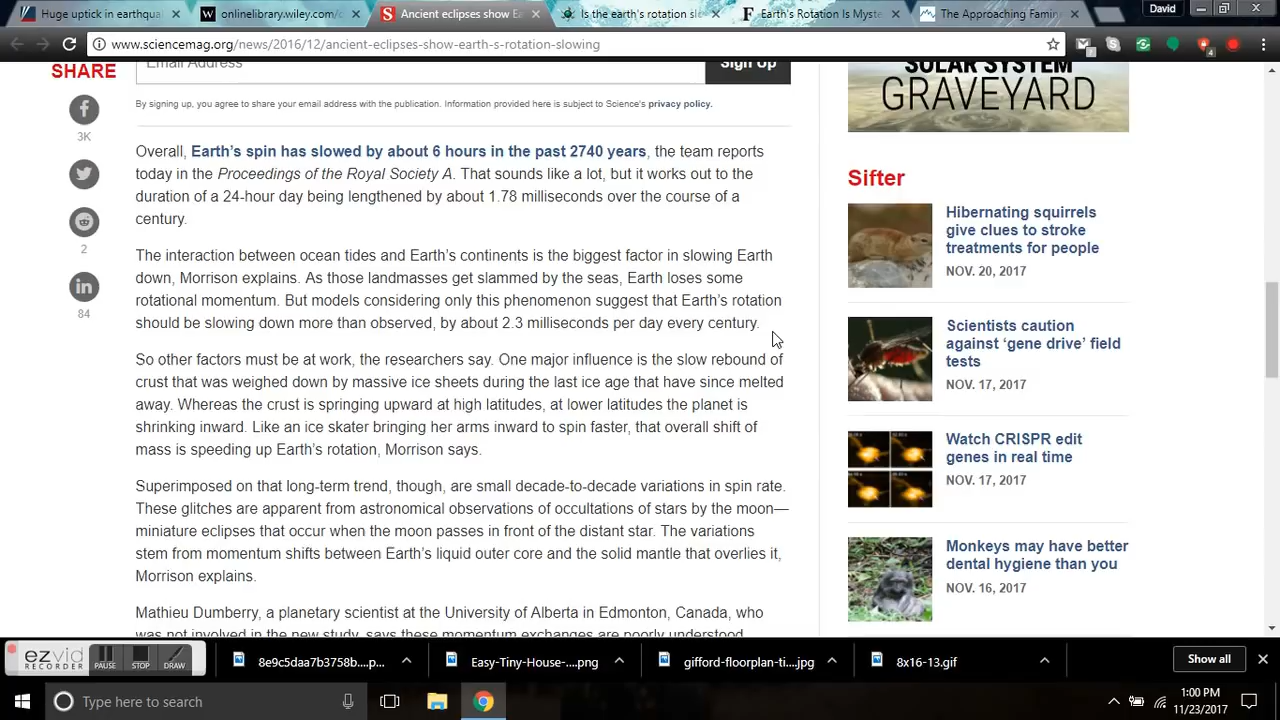 Huge uptick in earthqua
onlinelibrary.wiley.com/c
Ancient eclipses show Ea
Is the earth's rotation sle
Earth's Rotation Is Myste
The Approaching Famin
David
www.sciencemag.org/news/2016/12/ancient-eclipses-show-earth-s-rotation-slowing
SHARE
3K
2
84
Email Address
Sign Up
By signing up, you agree to share your email address with the publication. Information provided here is subject to Science's privacy policy.
Overall, Earth's spin has slowed by about 6 hours in the past 2740 years, the team reports
today in the Proceedings of the Royal Society A. That sounds like a lot, but it works out to the
duration of a 24-hour day being lengthened by about 1.78 milliseconds over the course of a
century.
The interaction between ocean tides and Earth's continents is the biggest factor in slowing Earth
down, Morrison explains. As those landmasses get slammed by the seas, Earth loses some
rotational momentum. But models considering only this phenomenon suggest that Earth's rotation
should be slowing down more than observed, by about 2.3 milliseconds per day every century.
So other factors must be at work, the researchers say. One major influence is the slow rebound of
crust that was weighed down by massive ice sheets during the last ice age that have since melted
away. Whereas the crust is springing upward at high latitudes, at lower latitudes the planet is
shrinking inward. Like an ice skater bringing her arms inward to spin faster, that overall shift of
mass is speeding up Earth's rotation, Morrison says.
Superimposed on that long-term trend, though, are small decade-to-decade variations in spin rate.
These glitches are apparent from astronomical observations of occultations of stars by the moon—
miniature eclipses that occur when the moon passes in front of the distant star. The variations
stem from momentum shifts between Earth's liquid outer core and the solid mantle that overlies it,
Morrison explains.
Mathieu Dumberry, a planetary scientist at the University of Alberta in Edmonton, Canada, who
was not involved in the new study, says these momentum exchanges are poorly understood
SOLAR SYSTEM
GRAVEYARD
Sifter
Hibernating squirrels
give clues to stroke
treatments for people
NOV. 20, 2017
Scientists caution
against 'gene drive' field
tests
NOV. 17, 2017
Watch CRISPR edit
genes in real time
NOV. 17, 2017
Monkeys may have better
dental hygiene than you
NOV. 16, 2017
ezvid
RECORDER
PAUSE
STOP
DRAW
8e9c5daa7b3758b....p...
Easy-Tiny-House-....png
gifford-floorplan-ti....jpg
8x16-13.gif
Show all
Type here to search
1:00 PM
11/23/2017